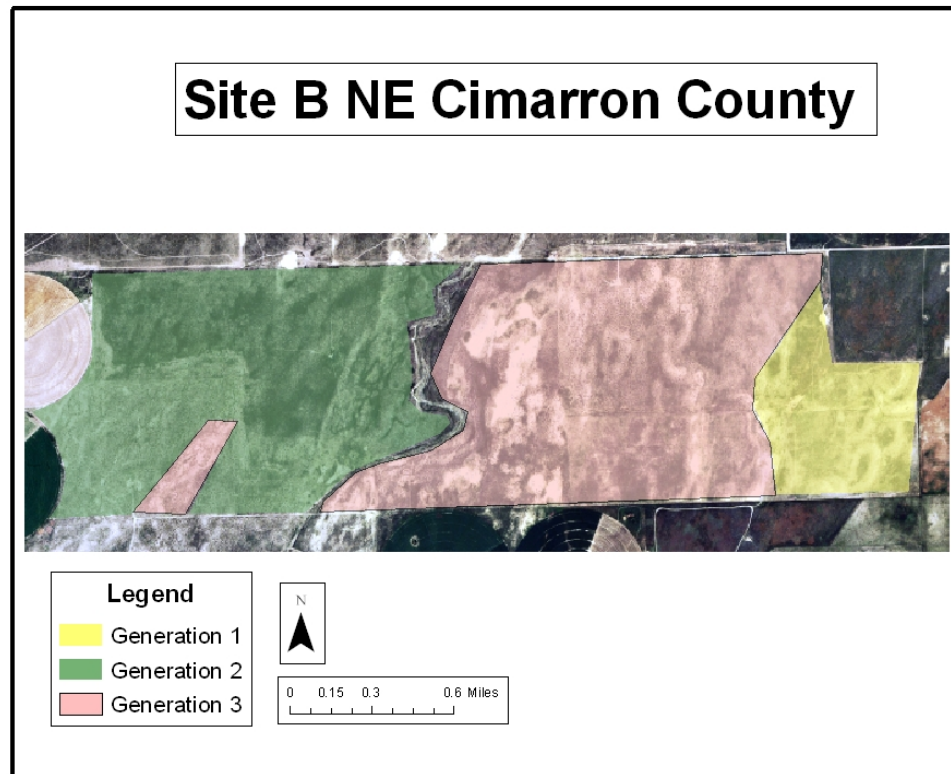 Site B NE Cimarron County
Legend
Generation 1
Generation 2
Generation 3
N
0 0.15 0.3 0.6 Miles